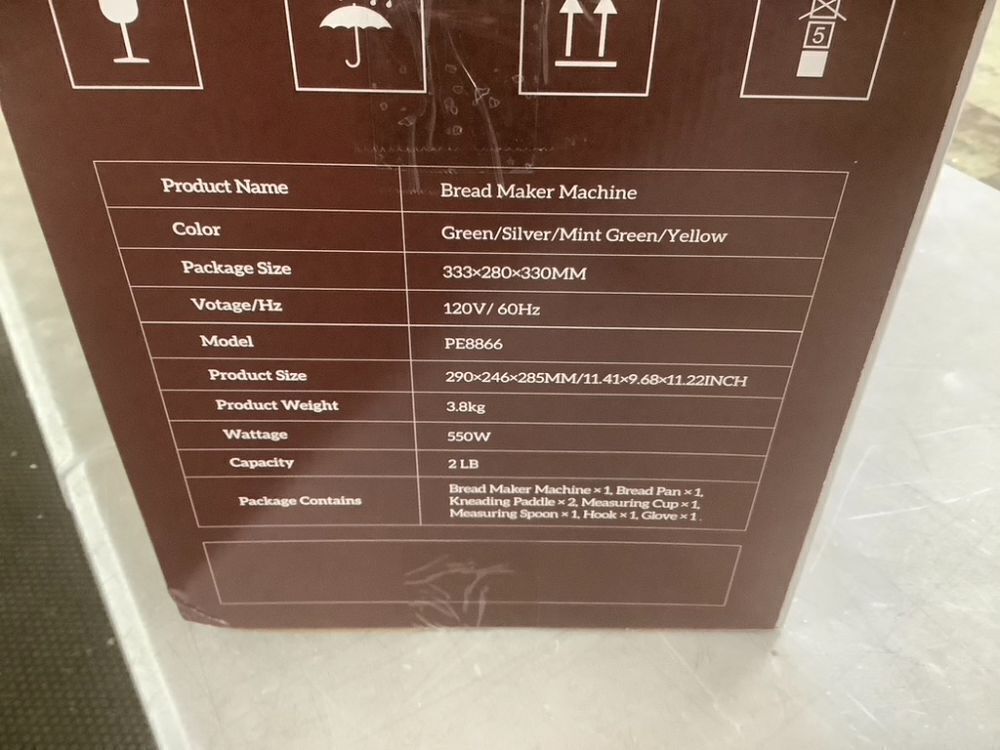 5
Product Name Bread Maker Machine
Color Green/Silver/Mint Green/Yellow
Package Size 333×280×330MM
Votage/Hz 120V/ 60Hz
Model PE8866
Product Size 290×246×285MM/11.41×9.68×11.22INCH
Product Weight 3.8kg
Wattage 550W
Capacity 2 LB
Package Contains Bread Maker Machine × 1, Bread Pan × 1,
Kneading Paddle × 2, Measuring Cup × 1,
Measuring Spoon × 1, Hook × 1, Glove × 1 .